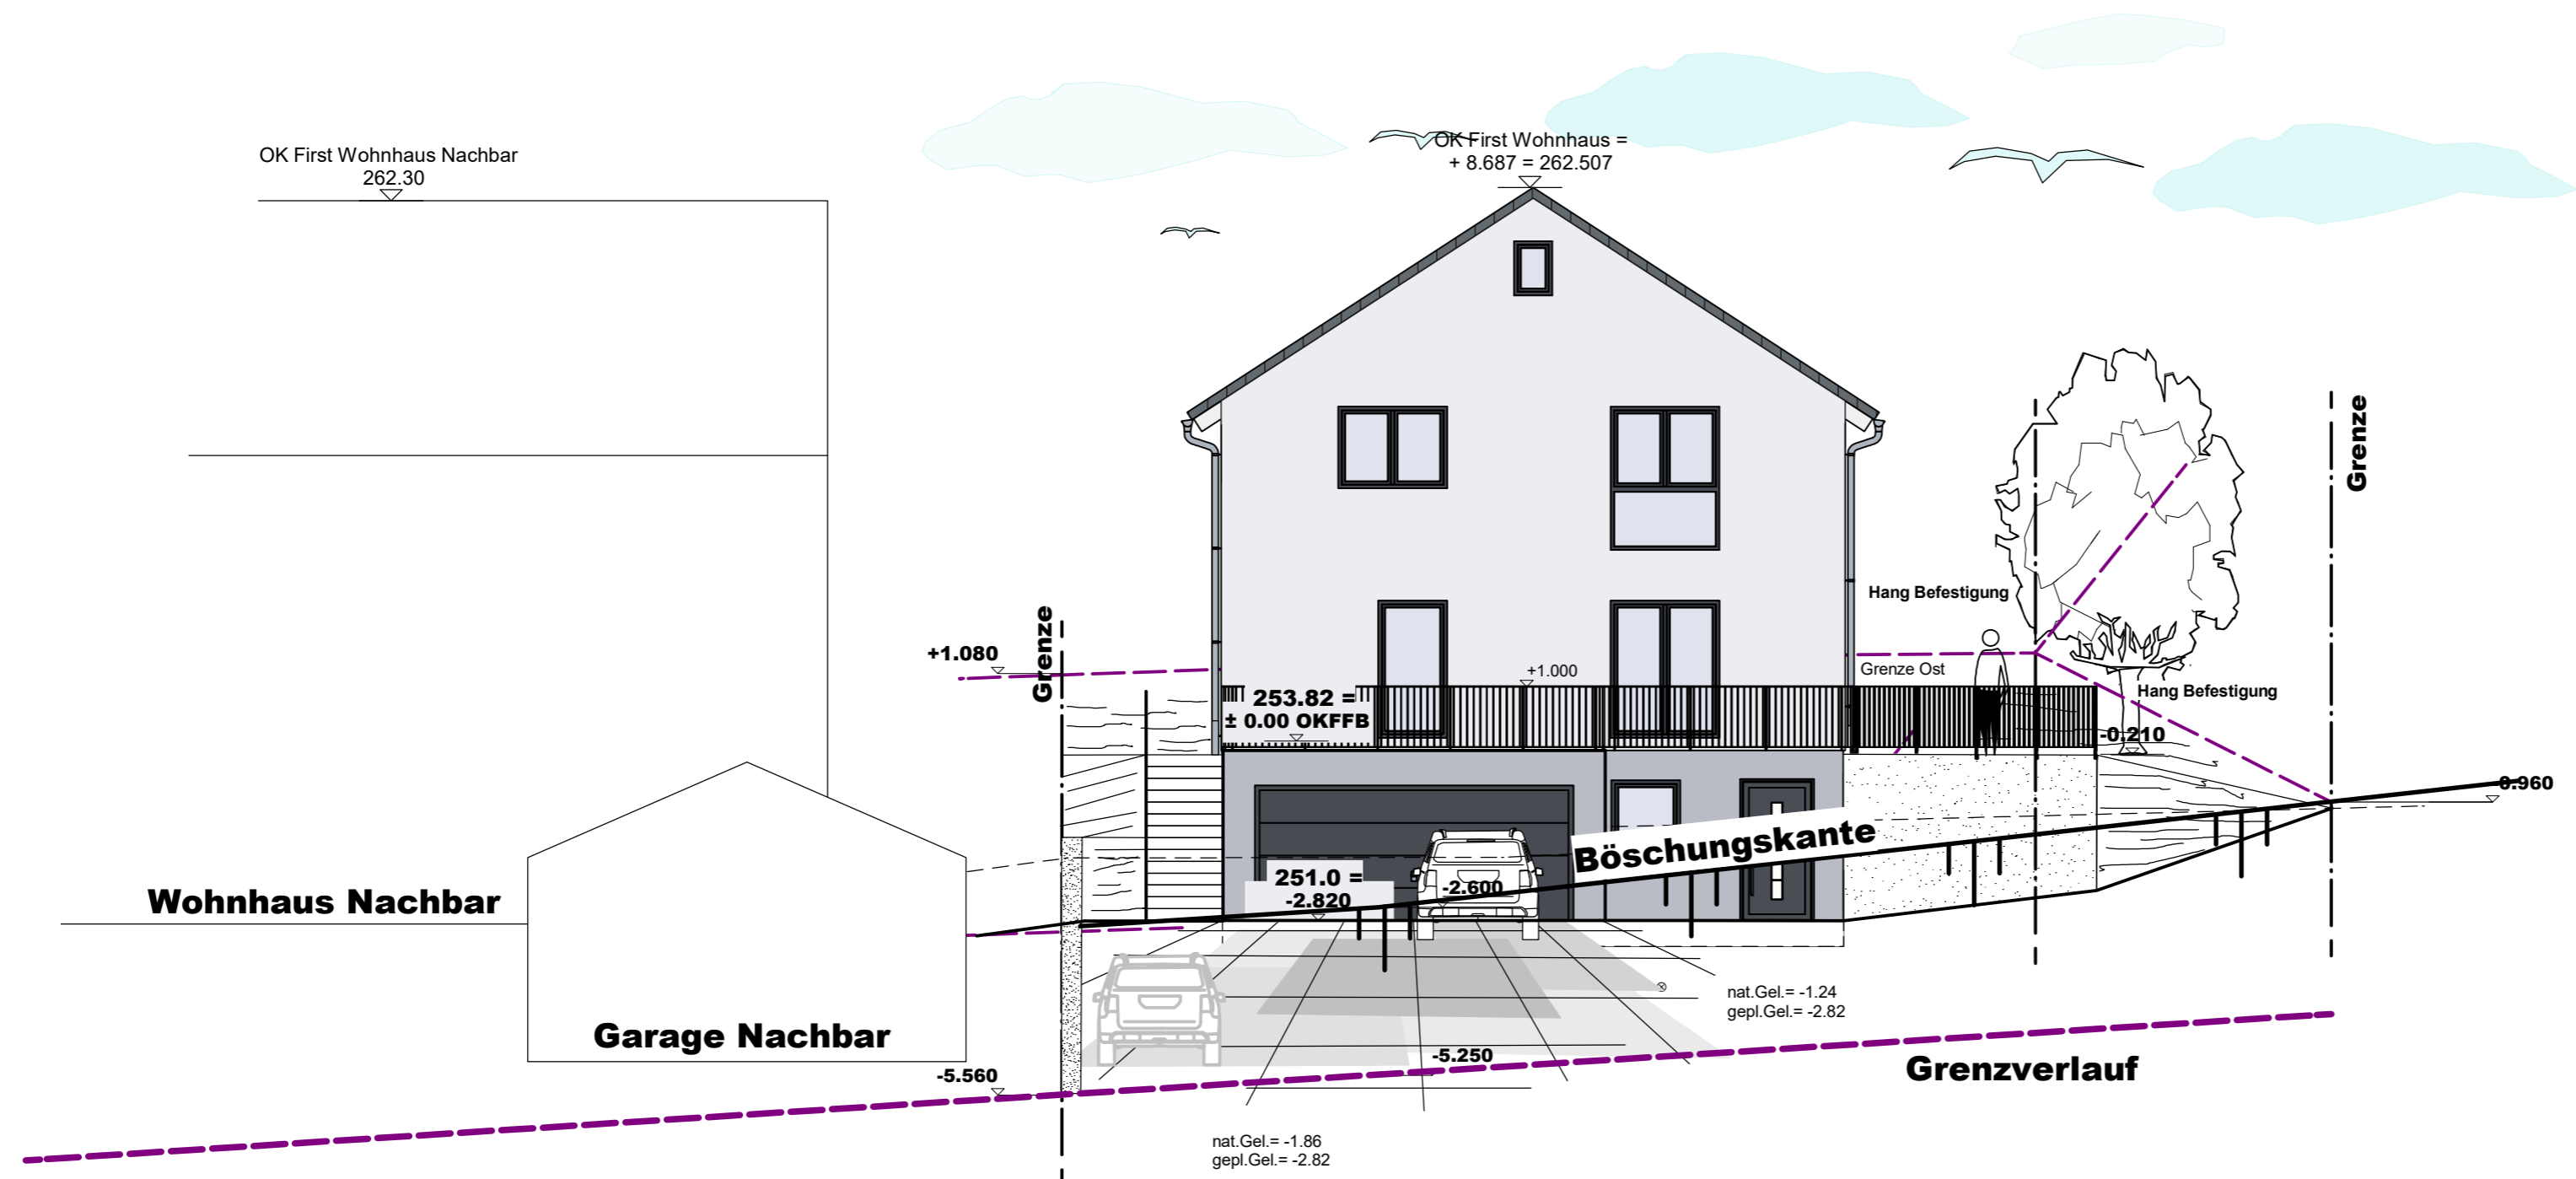 OK First Wohnhaus Nachbar
262.30
OK First Wohnhaus =
+ 8.687 = 262.507
Grenze
Hang Befestigung
Grenze
+1.080
+1.000
Grenze Ost
Hang Befestigung
253.82 =
± 0.00 OKFFB
-0.210
-0.960
Böschungskante
251.0 =
-2.820
-2.600
Wohnhaus Nachbar
Garage Nachbar
nat.Gel.= -1.24
gepl.Gel.= -2.82
-5.250
-5.560
Grenzverlauf
nat.Gel.= -1.86
gepl.Gel.= -2.82